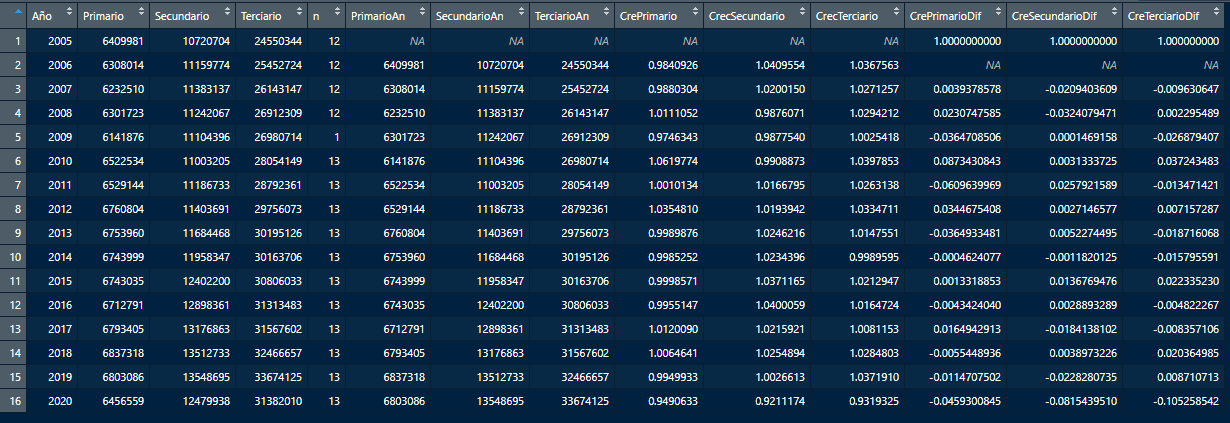 Año Primario Secundario Terciario n PrimarioAn SecundarioAn TerciarioAn CrePrimario CrecSecundario CrecTerciario CrePrimarioDif CreSecundarioDif CreTerciarioDif
1 2005 6409981 10720704 24550344 12 NA NA NA NA NA NA 1.0000000000 1.0000000000 1.000000000
2 2006 6308014 11159774 25452724 12 6409981 10720704 24550344 0.9840926 1.0409554 1.0367563 NA NA NA
3 2007 6232510 11383137 26143147 12 6308014 11159774 25452724 0.9880304 1.0200150 1.0271257 0.0039378578 -0.0209403609 -0.009630647
4 2008 6301723 11242067 26912309 12 6232510 11383137 26143147 1.0111052 0.9876071 1.0294212 0.0230747585 -0.0324079471 0.002295489
5 2009 6141876 11104396 26980714 1 6301723 11242067 26912309 0.9746343 0.9877540 1.0025418 -0.0364708506 0.0001469158 -0.026879407
6 2010 6522534 11003205 28054149 13 6141876 11104396 26980714 1.0619774 0.9908873 1.0397853 0.0873430843 0.0031333725 0.037243483
7 2011 6529144 11186733 28792361 13 6522534 11003205 28054149 1.0010134 1.0166795 1.0263138 -0.0609639969 0.0257921589 -0.013471421
8 2012 6760804 11403691 29756073 13 6529144 11186733 28792361 1.0354810 1.0193942 1.0334711 0.0344675408 0.0027146577 0.007157287
9 2013 6753960 11684468 30195126 13 6760804 11403691 29756073 0.9989876 1.0246216 1.0147551 -0.0364933481 0.0052274495 -0.018716068
10 2014 6743999 11958347 30163706 13 6753960 11684468 30195126 0.9985252 1.0234396 0.9989595 -0.0004624077 -0.0011820125 -0.015795591
11 2015 6743035 12402200 30806033 13 6743999 11958347 30163706 0.9998571 1.0371165 1.0212947 0.0013318853 0.0136769476 0.022335230
12 2016 6712791 12898361 31313483 13 6743035 12402200 30806033 0.9955147 1.0400059 1.0164724 -0.0043424040 0.0028893289 -0.004822267
13 2017 6793405 13176863 31567602 13 6712791 12898361 31313483 1.0120090 1.0215921 1.0081153 0.0164942913 -0.0184138102 -0.008357106
14 2018 6837318 13512733 32466657 13 6793405 13176863 31567602 1.0064641 1.0254894 1.0284803 -0.0055448936 0.0038973226 0.020364985
15 2019 6803086 13548695 33674125 13 6837318 13512733 32466657 0.9949933 1.0026613 1.0371910 -0.0114707502 -0.0228280735 0.008710713
16 2020 6456559 12479938 31382010 13 6803086 13548695 33674125 0.9490633 0.9211174 0.9319325 -0.0459300845 -0.0815439510 -0.105258542